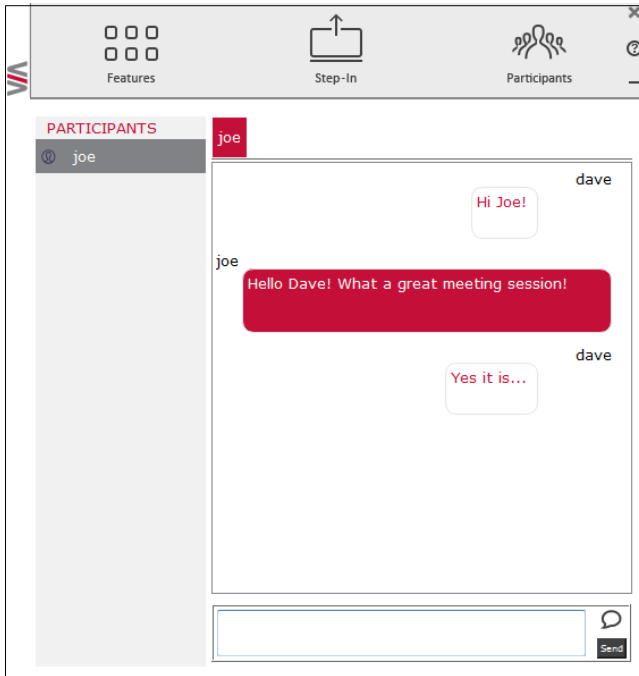 Features
Step-In
Participants
PARTICIPANTS
joe
joe
dave
Hi Joe!
joe
Hello Dave! What a great meeting session!
dave
Yes it is...
Send